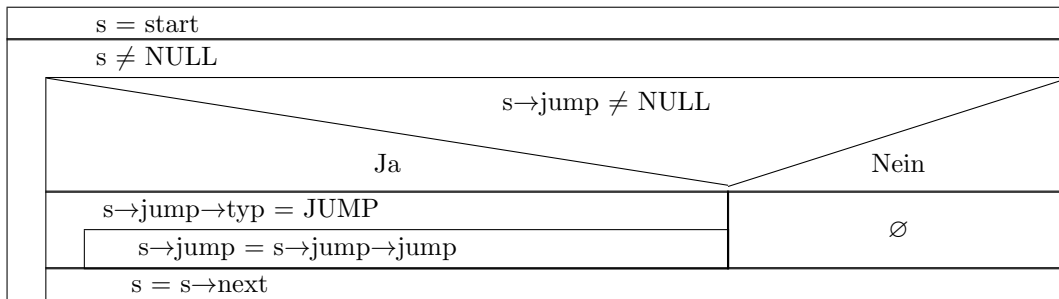 s = start
s ≠ NULL
s→jump ≠ NULL
Ja
Nein
s→jump→typ = JUMP
∅
s→jump = s→jump→jump
s = s→next